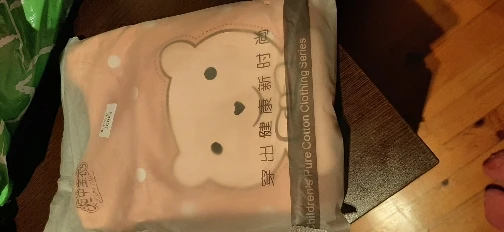 穿出健康新时尚
Children's Pure Cotton Clothing Series